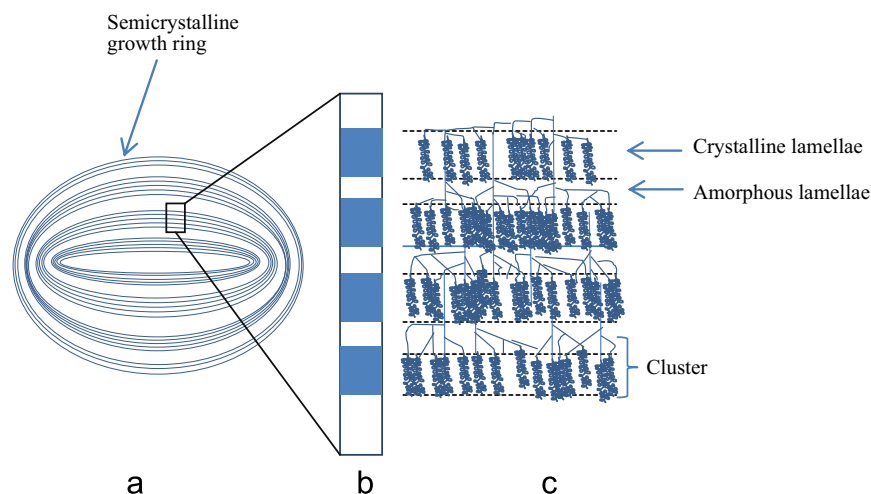 Semicrystalline
growth ring
Crystalline lamellae
Amorphous lamellae
Cluster
a
b
c